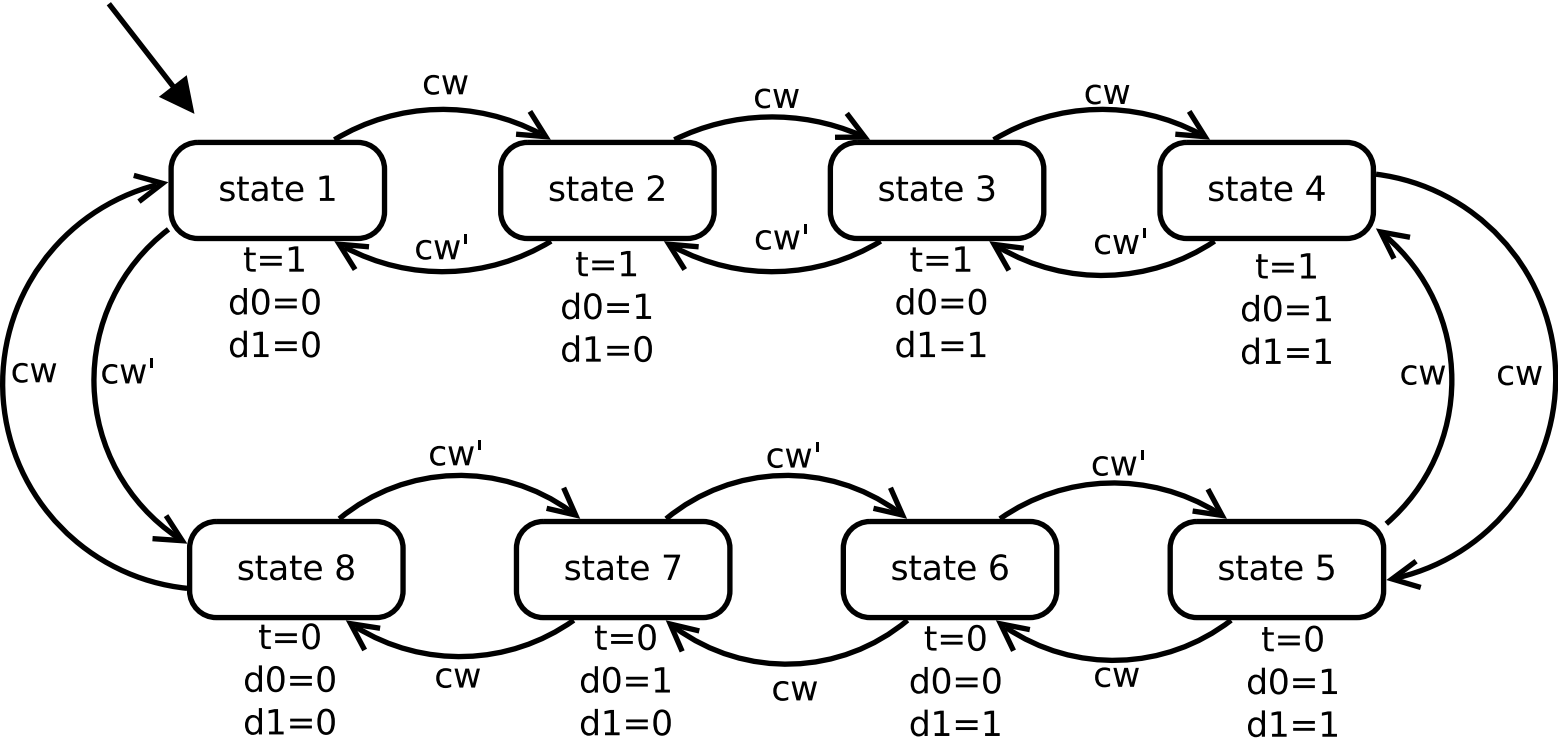 cw
cw
cw
state 1
state 2
state 3
state 4
cw'
cw'
cw'
t=1
d0=0
d1=0
t=1
d0=1
d1=0
t=1
d0=0
d1=1
t=1
d0=1
d1=1
cw
cw'
cw
cw
cw'
cw'
cw'
state 8
state 7
state 6
state 5
t=0
d0=0
d1=0
t=0
d0=1
d1=0
t=0
d0=0
d1=1
t=0
d0=1
d1=1
cw
cw
cw